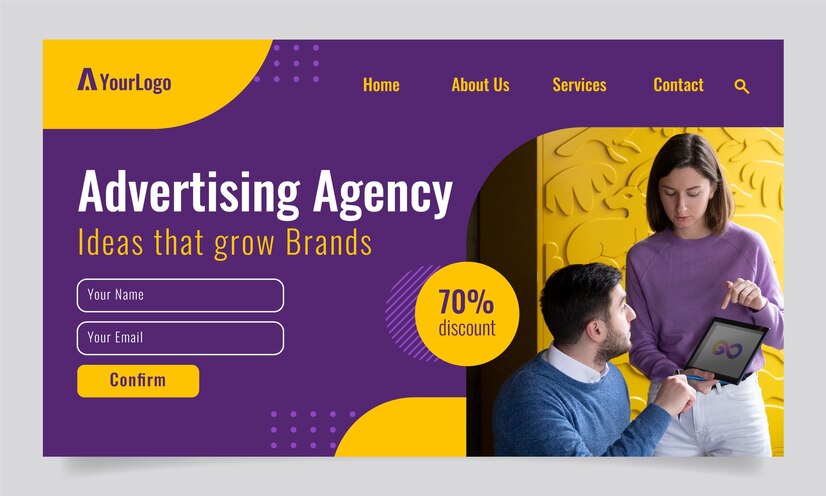 YourLogo
Home
About Us
Services
Contact
Advertising Agency
Ideas that grow Brands
Your Name
Your Email
Confirm
70%
discount